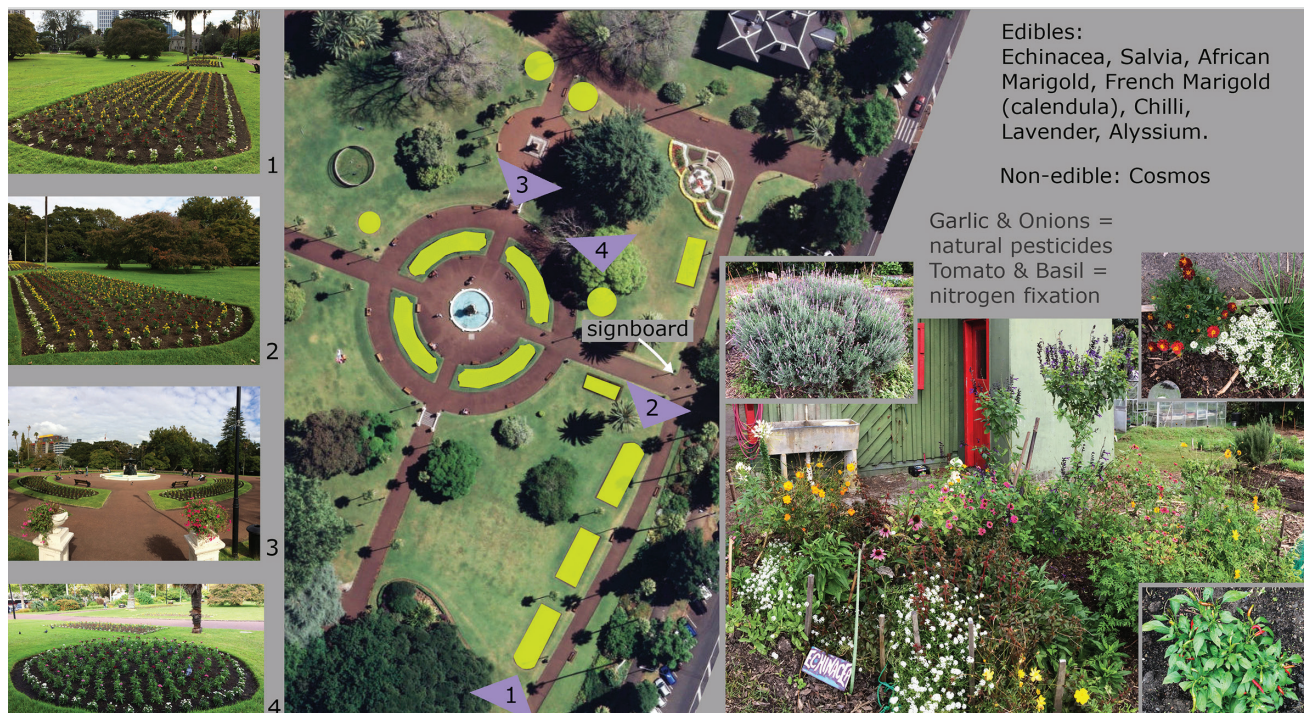 1
2
3
4
3
4
signboard
2
1
Edibles:
Echinacea, Salvia, African
Marigold, French Marigold
(calendula), Chilli,
Lavender, Alyssium.
Non-edible: Cosmos
Garlic & Onions =
natural pesticides
Tomato & Basil =
nitrogen fixation
ECHINACEA